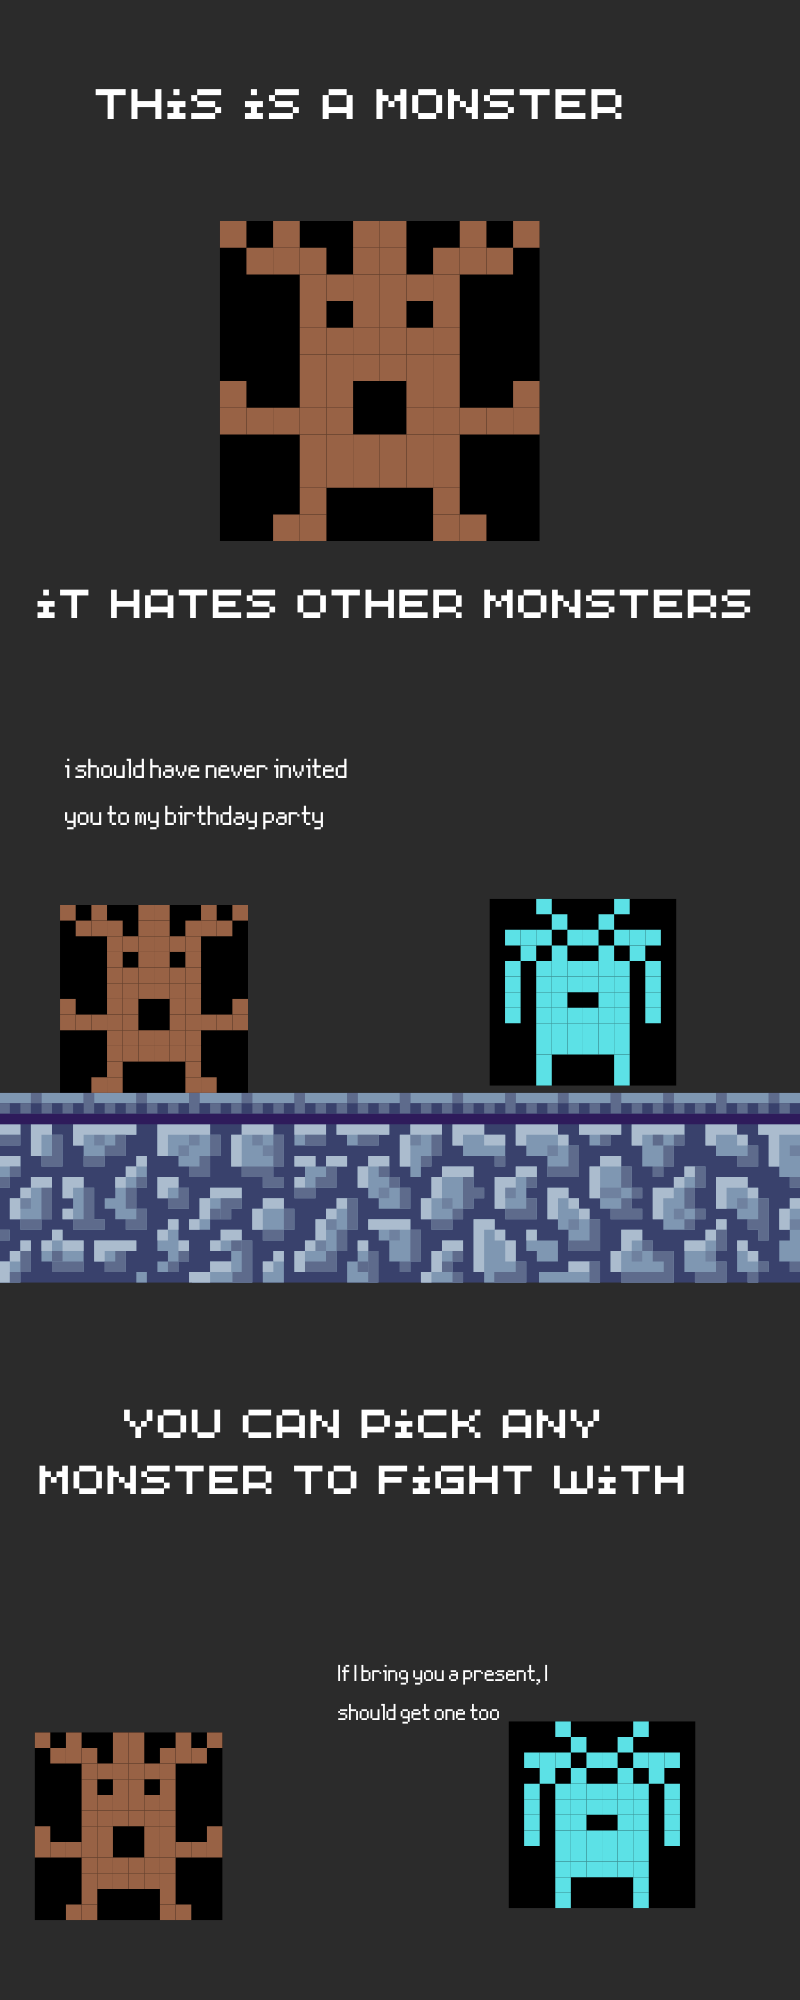 THiS iS A MONSTER
iT HATES OTHER MONSTERS
i should have never invited
you to my birthday party
YOU CAN PiCK ANY
MONSTER TO FiGHT WiTH
If I bring you a present, I
should get one too